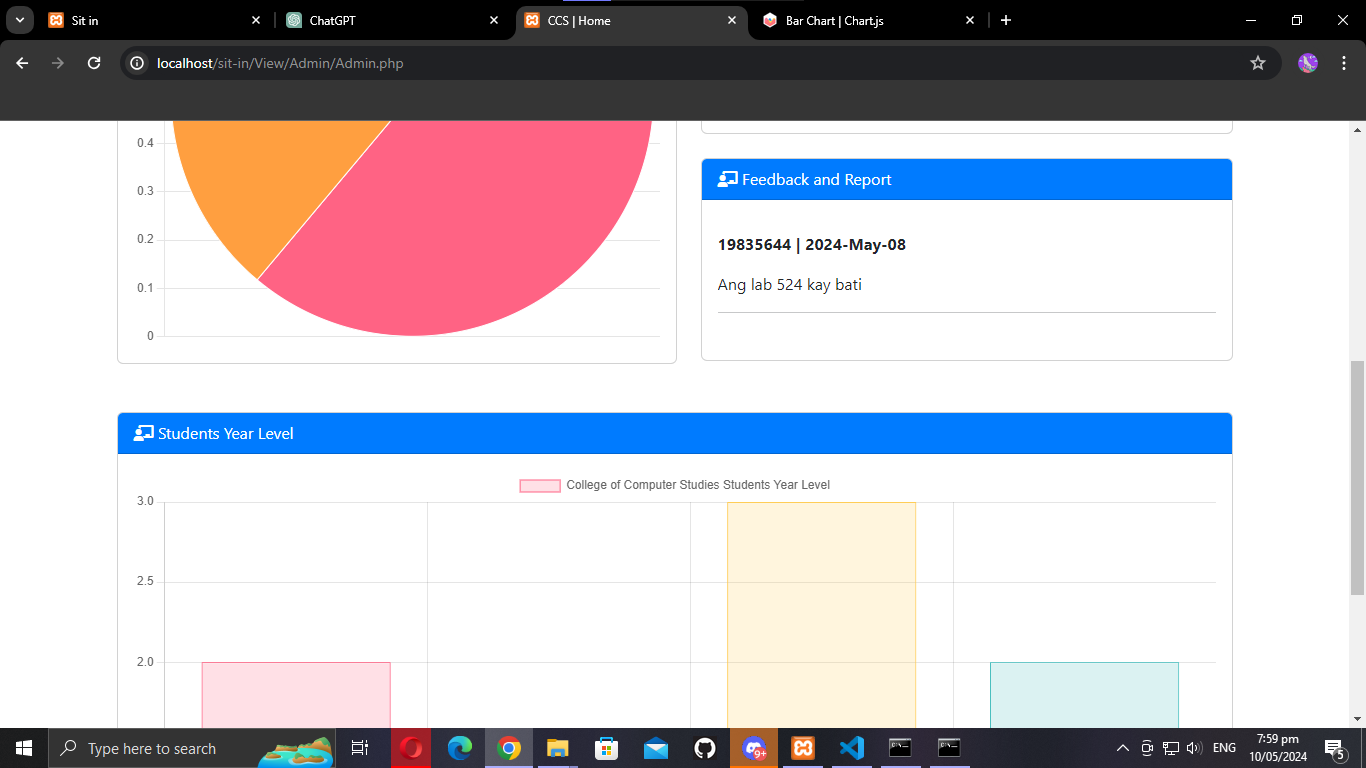 Sit in
ChatGPT
CCS | Home
Bar Chart | Chart.js
localhost/sit-in/View/Admin/Admin.php
0.4
0.3
0.2
0.1
0
Feedback and Report
19835644 | 2024-May-08
Ang lab 524 kay bati
Students Year Level
College of Computer Studies Students Year Level
3.0
2.5
2.0
Type here to search
9+
ENG
7:59 pm
10/05/2024
5